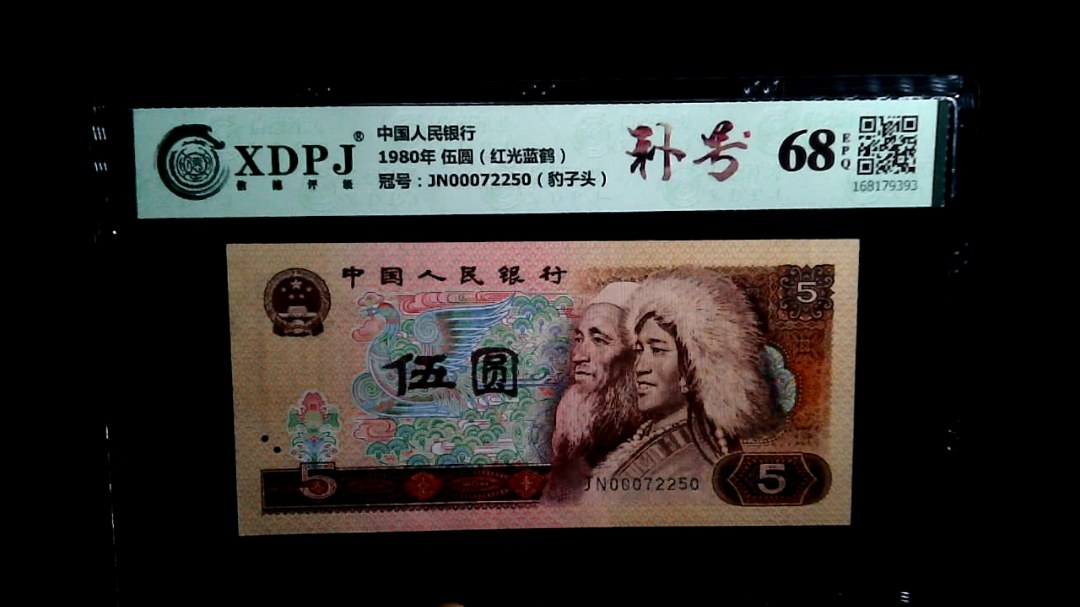 XDPJ®
中国人民银行
1980年 伍圆（红光蓝鹤）
冠号：JN00072250（豹子头）
补号
68
EPQ
168179393
中国人民银行
5
伍圆
5
JN00072250
5